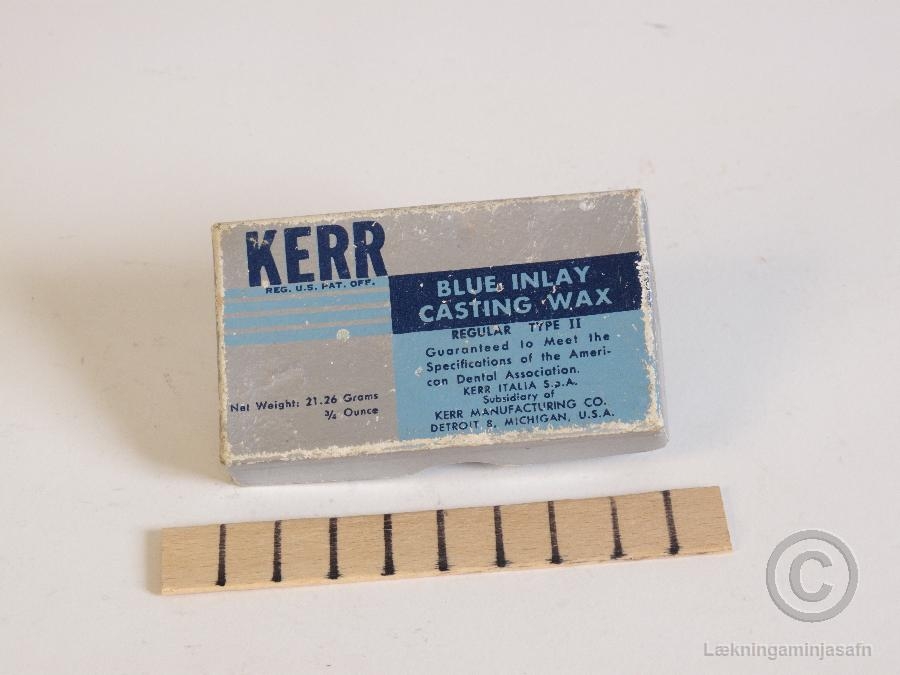 KERR
REG. U.S. PAT. OFF.
BLUE INLAY
CASTING WAX
REGULAR TYPE II
Guaranteed to Meet the
Specifications of the Ameri-
can Dental Association.
KERR ITALIA S.p.A.
Subsidiary of
KERR MANUFACTURING CO.
DETROIT 8, MICHIGAN, U.S.A.
Net Weight: 21.26 Grams
¾ Ounce
©
Lækningaminjasafn